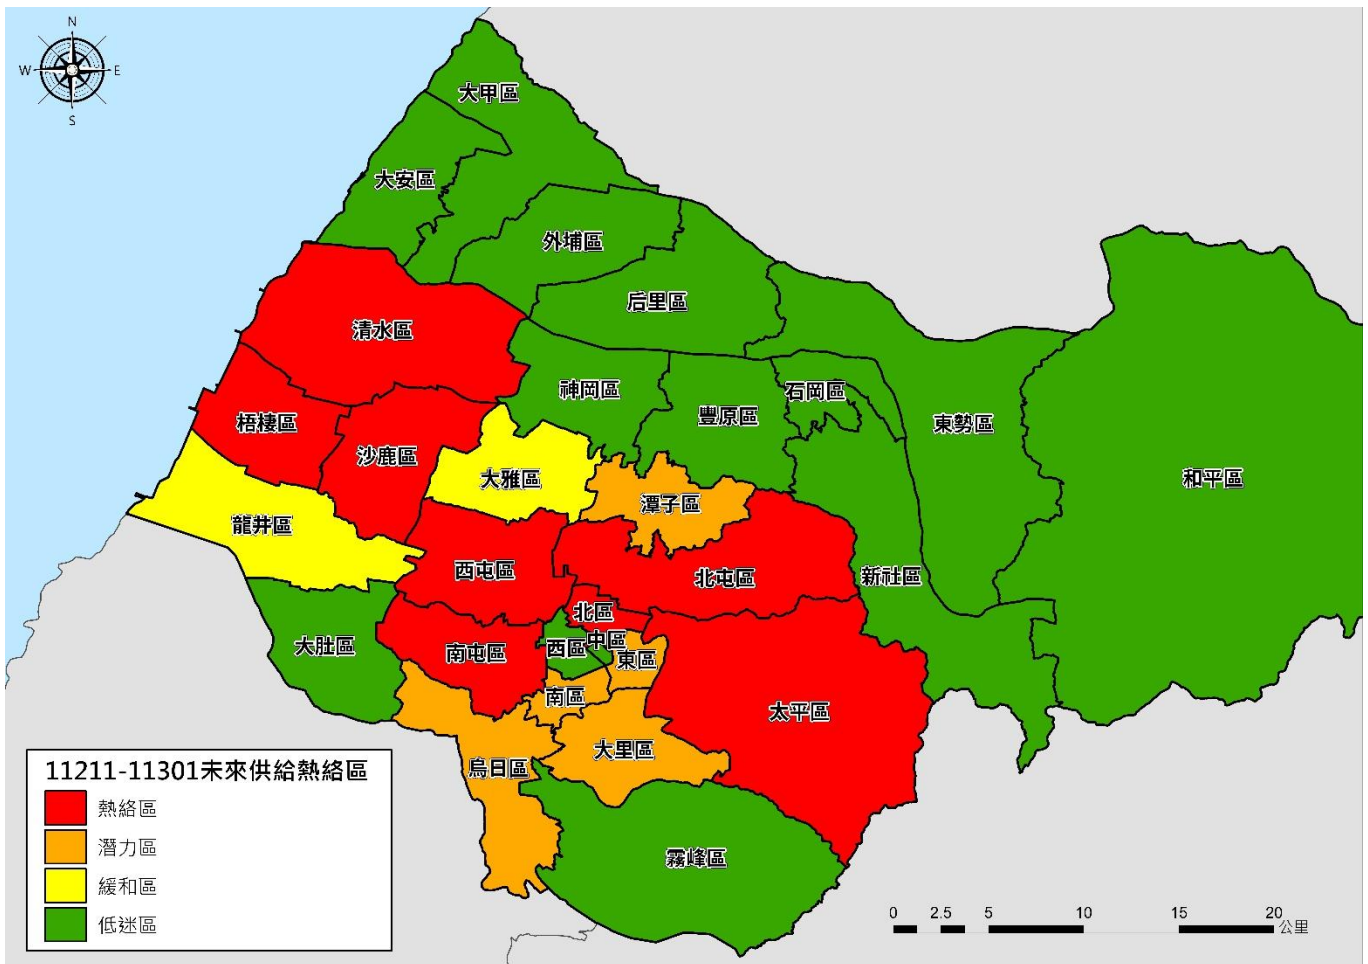 N
W
E
S
大甲區
大安區
外埔區
后里區
清水區
神岡區
豐原區
石岡區
東勢區
和平區
梧棲區
沙鹿區
大雅區
潭子區
龍井區
西屯區
北屯區
新社區
北區
大肚區
南屯區
西區
中區
東區
南區
太平區
大里區
烏日區
霧峰區
11211-11301未來供給熱絡區
熱絡區
潛力區
緩和區
低迷區
0 2.5 5 10 15 20
公里